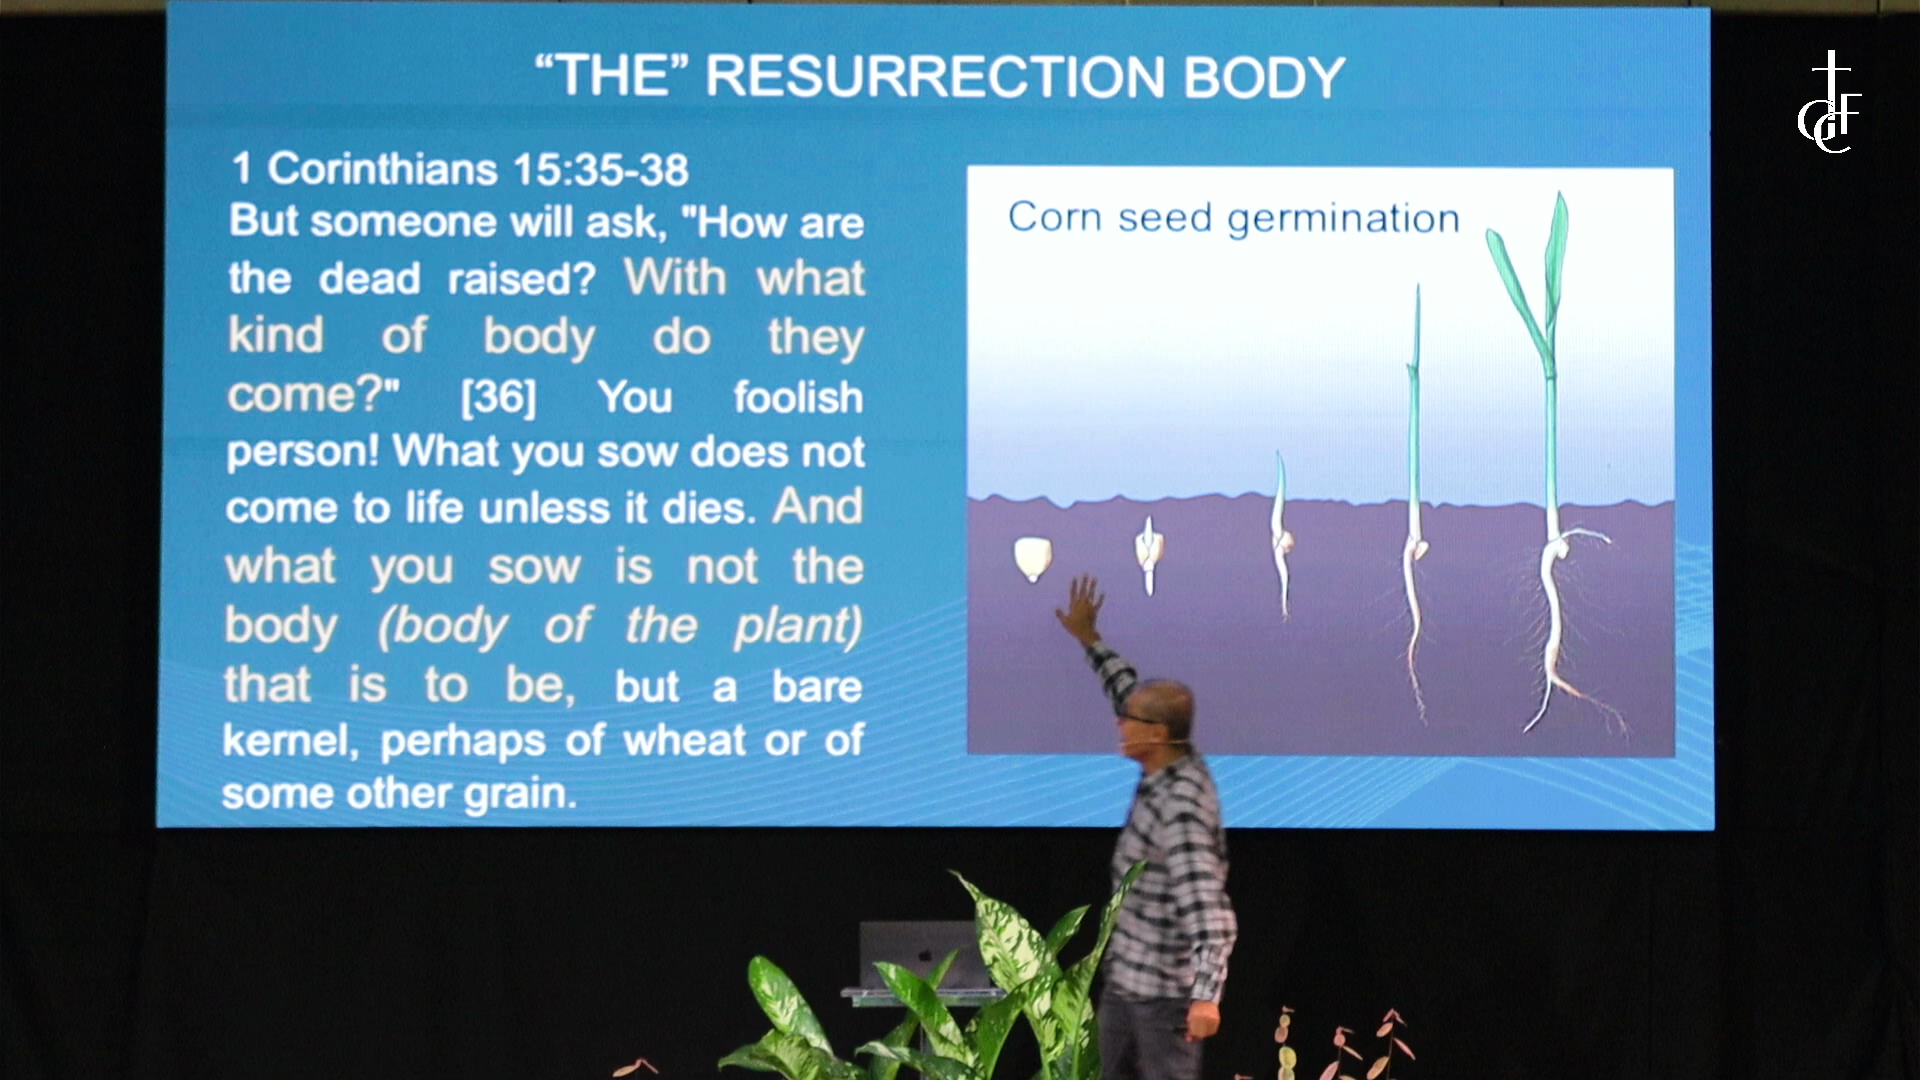 “THE” RESURRECTION BODY
1 Corinthians 15:35-38
But someone will ask, "How are
the dead raised? With what
kind of body do they
come?" [36] You foolish
person! What you sow does not
come to life unless it dies. And
what you sow is not the
body (body of the plant)
that is to be, but a bare
kernel, perhaps of wheat or of
some other grain.
Corn seed germination